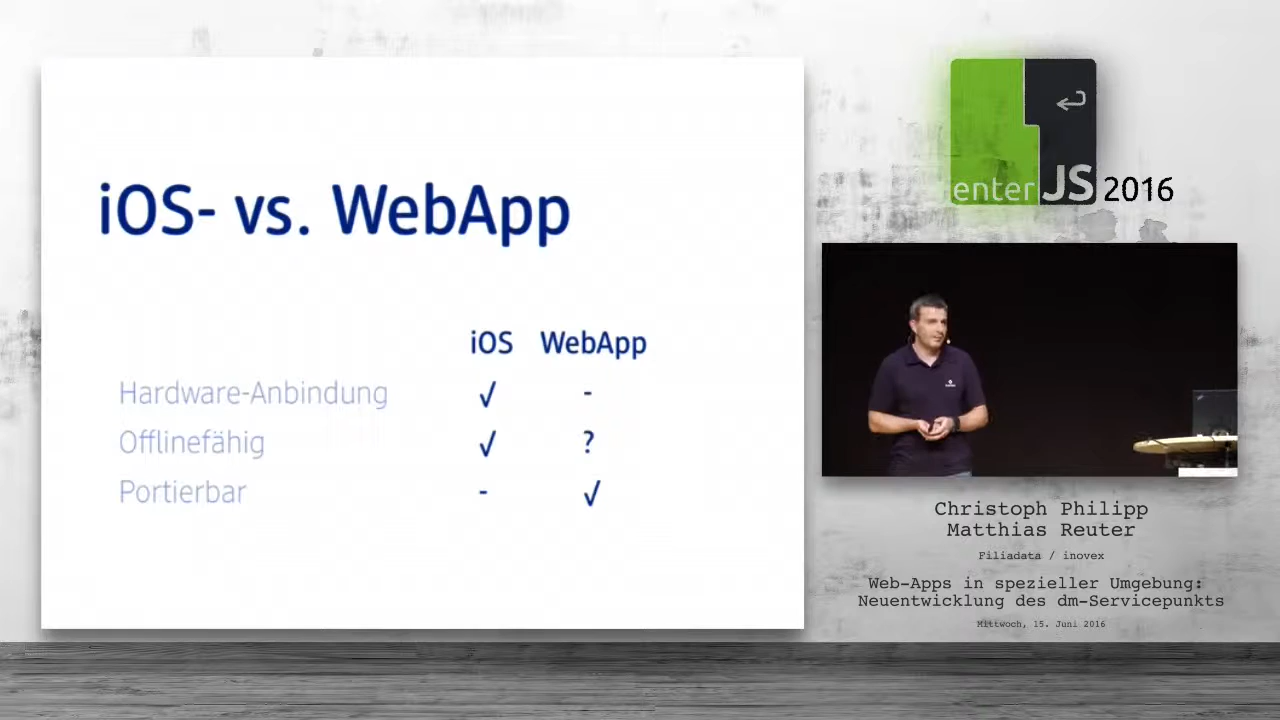 iOS- vs. WebApp
iOS WebApp
Hardware-Anbindung √ -
Offlinefähig √ ?
Portierbar - √
enter JS 2016
Christoph Philipp
Matthias Reuter
Filiadata / inovex
Web-Apps in spezieller Umgebung:
Neuentwicklung des dm-Servicepunkts
Mittwoch, 15. Juni 2016